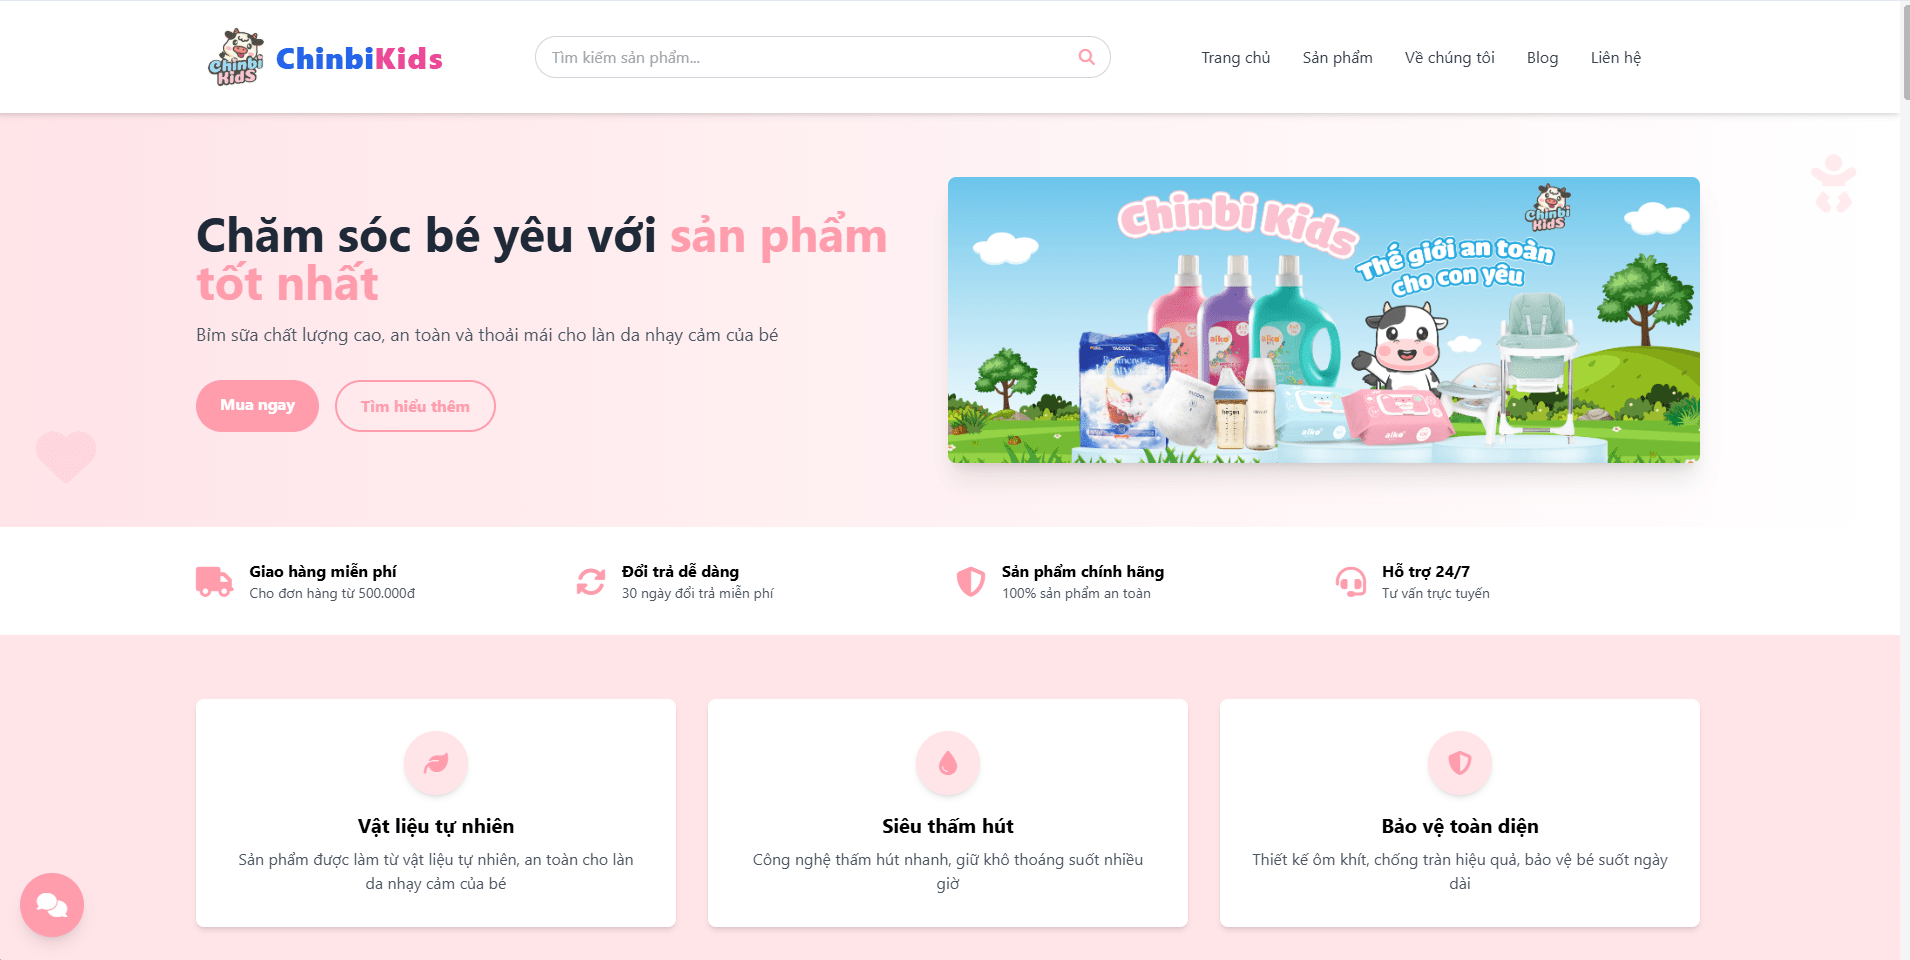 Chinbi
KidS
ChinbiKids
Tìm kiếm sản phẩm...
Trang chủ
Sản phẩm
Về chúng tôi
Blog
Liên hệ
Chăm sóc bé yêu với sản phẩm
tốt nhất
Bỉm sữa chất lượng cao, an toàn và thoải mái cho làn da nhạy cảm của bé
Mua ngay
Tìm hiểu thêm
Chinbi Kids
Chinbi
KidS
Thế giới an toàn
cho con yêu
aiko
aiko
YACOOL
hegen
aiko
aiko
Giao hàng miễn phí
Cho đơn hàng từ 500.000đ
Đổi trả dễ dàng
30 ngày đổi trả miễn phí
Sản phẩm chính hãng
100% sản phẩm an toàn
Hỗ trợ 24/7
Tư vấn trực tuyến
Vật liệu tự nhiên
Sản phẩm được làm từ vật liệu tự nhiên, an toàn cho làn
da nhạy cảm của bé
Siêu thấm hút
Công nghệ thấm hút nhanh, giữ khô thoáng suốt nhiều
giờ
Bảo vệ toàn diện
Thiết kế ôm khít, chống tràn hiệu quả, bảo vệ bé suốt ngày
dài